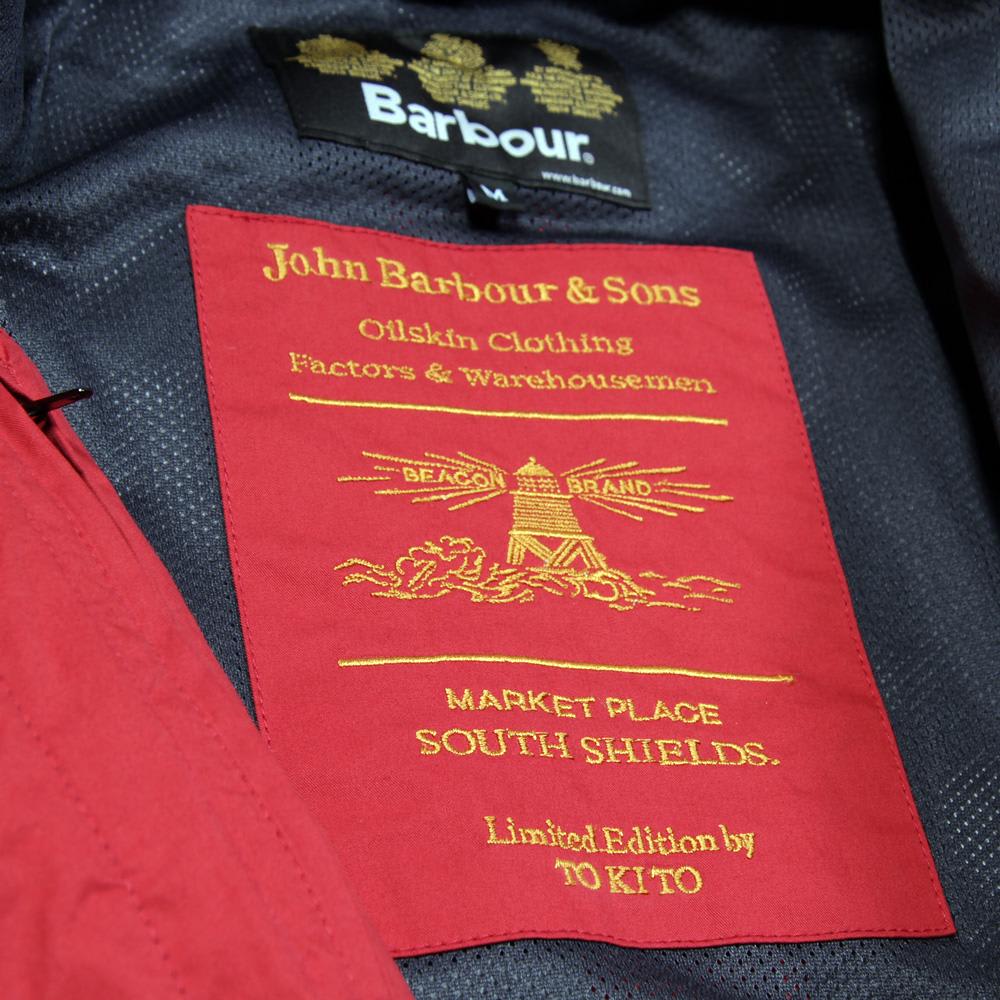 Barbour®
www.barbour.com
M
John Barbour & Sons
Oilskin Clothing
Factors & Warehousemen
BEACON BRAND
MARKET PLACE
SOUTH SHIELDS.
Limited Edition by
TO KI TO